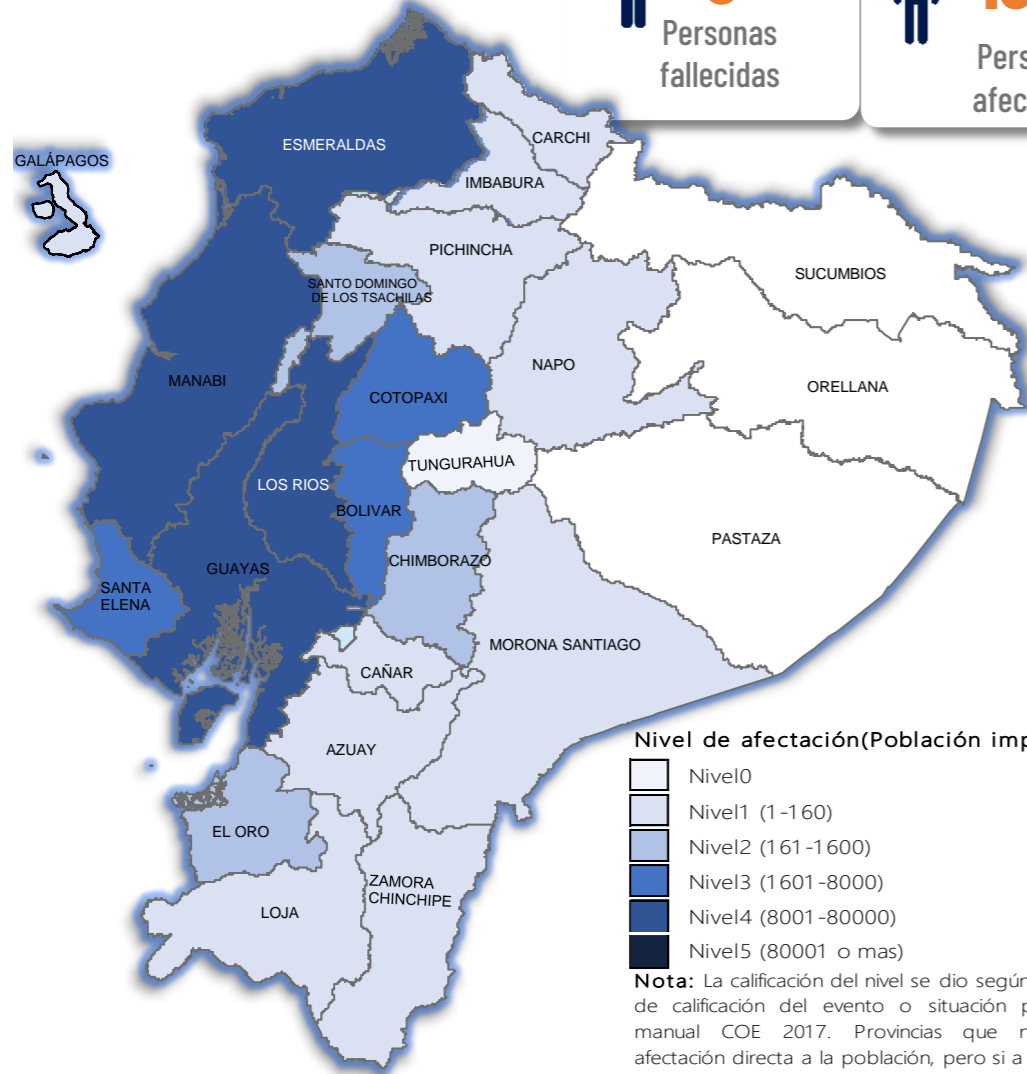 Personas
fallecidas
GALÁPAGOS
ESMERALDAS
CARCHI
IMBABURA
PICHINCHA
SUCUMBIOS
SANTO DOMINGO
DE LOS TSACHILAS
NAPO
MANABI
ORELLANA
COTOPAXI
TUNGURAHUA
LOS RIOS
BOLIVAR
PASTAZA
CHIMBORAZO
GUAYAS
SANTA
ELENA
MORONA SANTIAGO
CAÑAR
AZUAY
EL ORO
ZAMORA
CHINCHIPE
LOJA
Nivel de afectación(Población
Nivel0
Nivel1 (1-160)
Nivel2 (161-1600)
Nivel3 (1601-8000)
Nivel4 (8001-80000)
Nivel5 (80001 o mas)
Nota: La calificación del nivel se dio según
de calificación del evento o situación
manual COE 2017. Provincias que
afectación directa a la población, pero si a